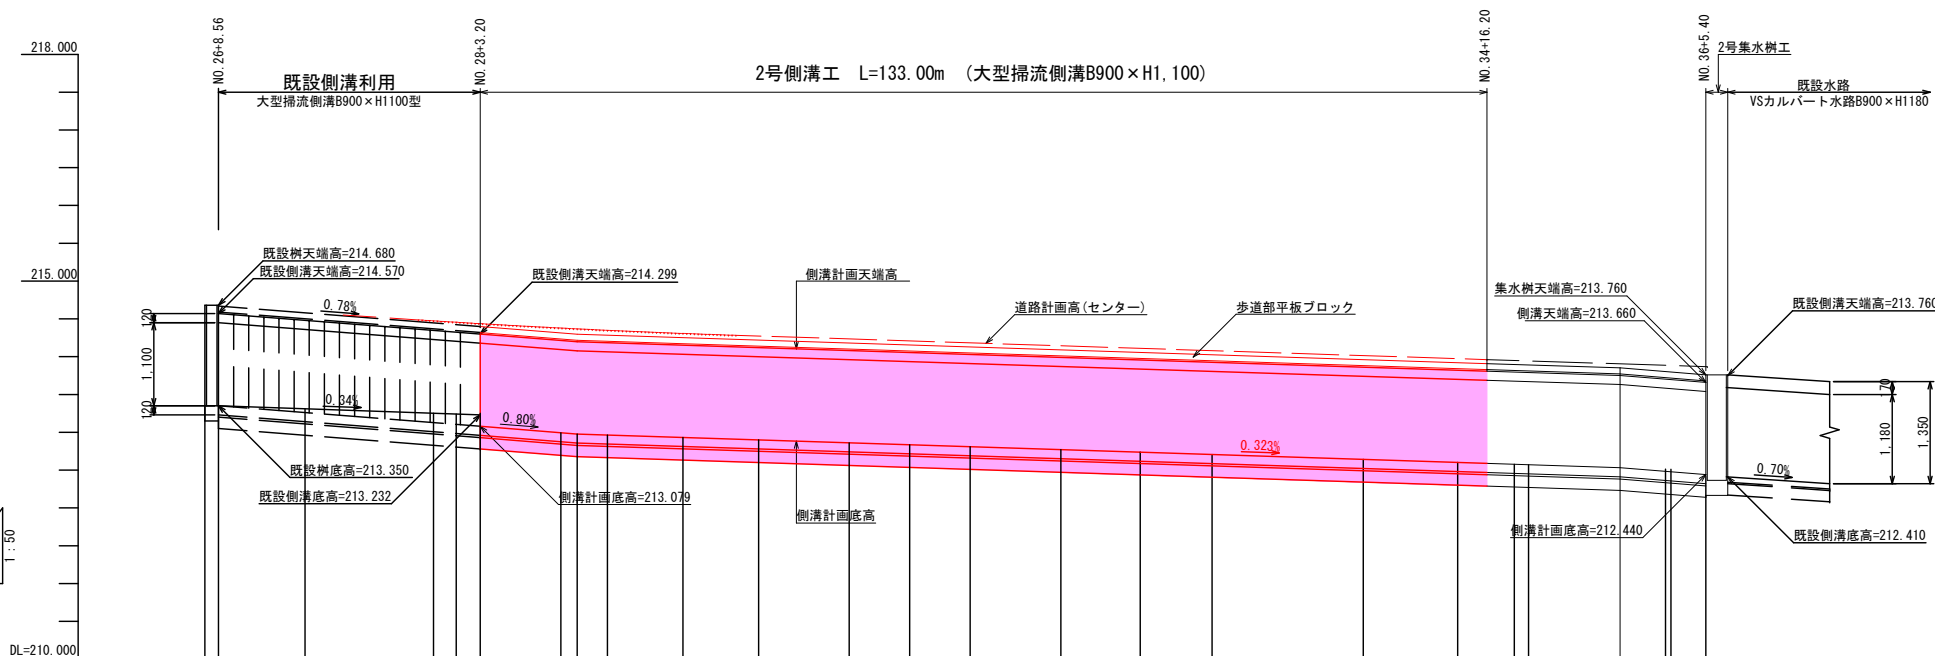 218.000
NO.26+8.56
既設側溝利用
大型掃流側溝B900×H1100型
NO.28+3.20
2号側溝工 L=133.00m (大型掃流側溝B900×H1,100)
NO.34+16.20
NO.36+5.40
2号集水桝工
既設水路
VSカルバート水路B900×H1180
215.000
既設桝天端高=214.680
既設側溝天端高=214.570
0.78%
既設側溝天端高=214.299
側溝計画天端高
道路計画高(センター)
歩道部平板ブロック
集水桝天端高=213.760
側溝天端高=213.660
既設側溝天端高=213.760
120
1,100
120
0.34%
0.80%
0.323%
0.70%
170
1,180
1,350
既設桝底高=213.350
既設側溝底高=213.232
側溝計画底高=213.079
側溝計画底高
側溝計画底高=212.440
既設側溝底高=212.410
1:50
DL=210.000